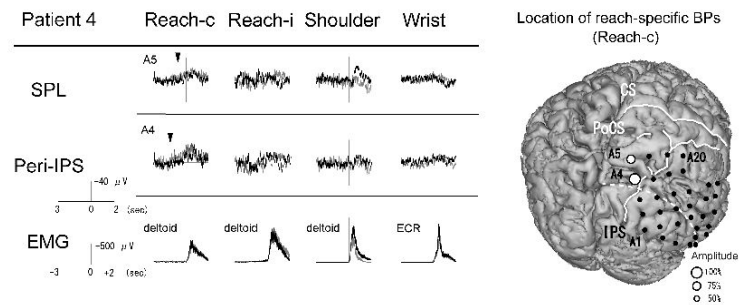 Patient 4 Reach-c Reach-i Shoulder Wrist
Location of reach-specific BPs
(Reach-c)
A5
SPL
A4
Peri-IPS
-40 μV
3 0 2 (sec)
EMG
-500 μV
-3 0 +2 (sec)
deltoid deltoid deltoid ECR
CS
PoCS
A5 A20
A4
IPS
A1
Amplitude
100%
75%
50%